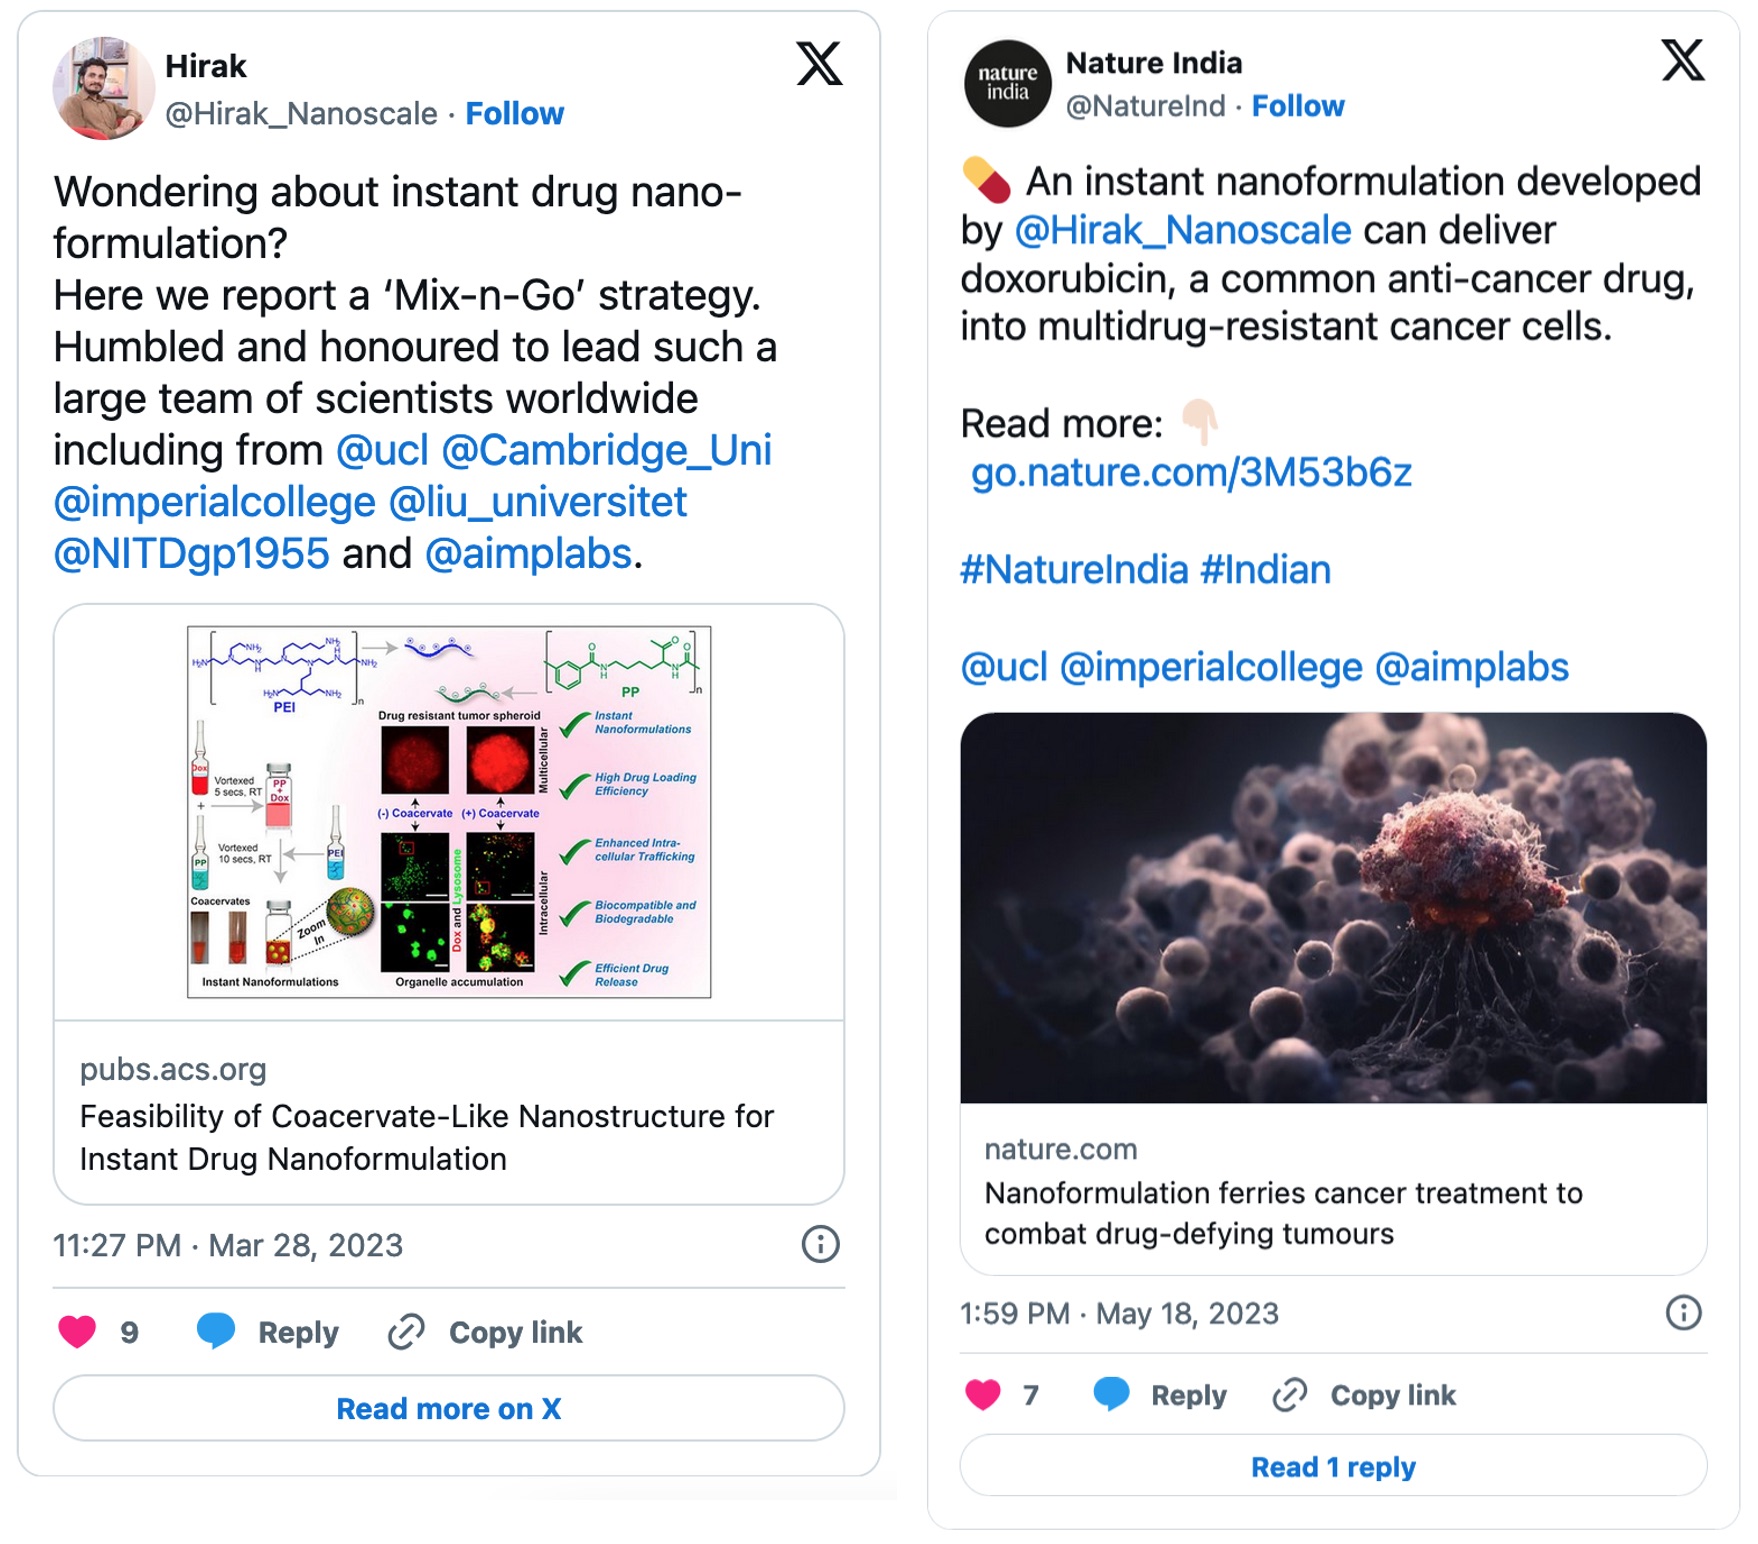 Hirak
@Hirak_Nanoscale · Follow
Wondering about instant drug nano-
formulation?
Here we report a ‘Mix-n-Go’ strategy.
Humbled and honoured to lead such a
large team of scientists worldwide
including from @ucl @Cambridge_Uni
@imperialcollege @liu_universitet
@NITDgp1955 and @aimplabs.
PEI
PP
Drug resistant tumor spheroid
Dox
+
Vortexed
5 secs, RT
PP
+
Dox
PP
Vortexed
10 secs, RT
PEI
Coacervates
Zoom
In
Instant Nanoformulations
Multicellular
(-) Coacervate (+) Coacervate
Dox and Lysosome
Intracellular
Organelle accumulation
Instant
Nanoformulations
High Drug Loading
Efficiency
Enhanced Intra-
cellular Trafficking
Biocompatible and
Biodegradable
Efficient Drug
Release
pubs.acs.org
Feasibility of Coacervate-Like Nanostructure for
Instant Drug Nanoformulation
11:27 PM · Mar 28, 2023
9 Reply Copy link
Read more on X
nature
india
Nature India
@NatureInd · Follow
💊 An instant nanoformulation developed
by @Hirak_Nanoscale can deliver
doxorubicin, a common anti-cancer drug,
into multidrug-resistant cancer cells.
Read more: 👇🏻
go.nature.com/3M53b6z
#NatureIndia #Indian
@ucl @imperialcollege @aimplabs
nature.com
Nanoformulation ferries cancer treatment to
combat drug-defying tumours
1:59 PM · May 18, 2023
7 Reply Copy link
Read 1 reply